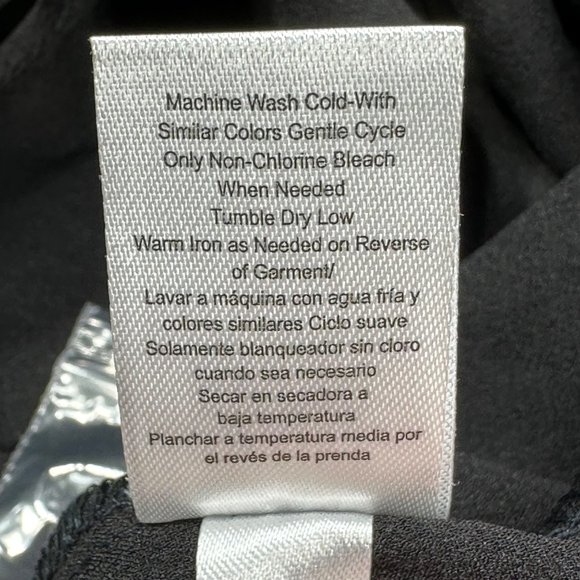 Machine Wash Cold-With
Similar Colors Gentle Cycle
Only Non-Chlorine Bleach
When Needed
Tumble Dry Low
Warm Iron as Needed on Reverse
of Garment/
Lavar a máquina con agua fría y
colores similares Ciclo suave
Solamente blanqueador sin cloro
cuando sea necesario
Secar en secadora a
baja temperatura
Planchar a temperatura media por
el revés de la prenda